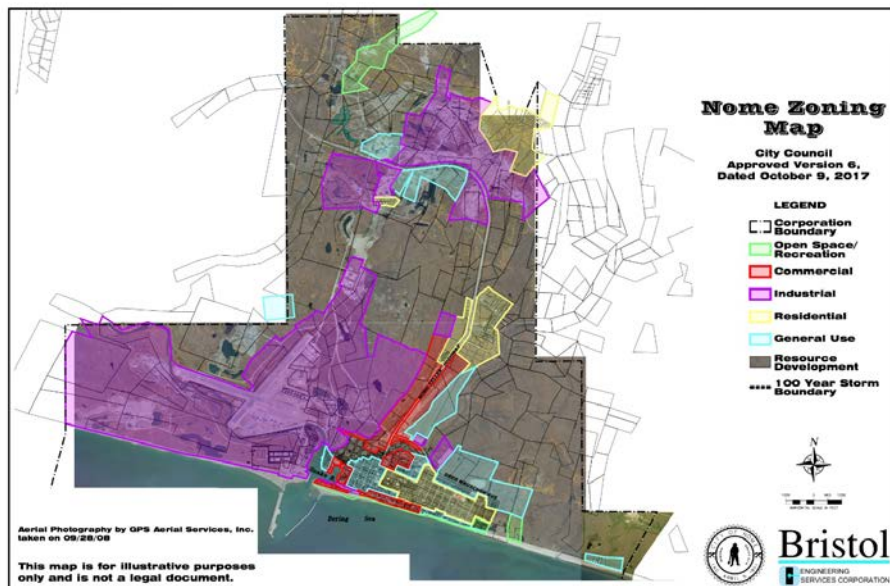 Nome Zoning
Map
City Council
Approved Version 6,
Dated October 9, 2017
LEGEND
Corporation
Boundary
Open Space/
Recreation
Commercial
Industrial
Residential
General Use
Resource
Development
100 Year Storm
Boundary
N
Bering Sea
Aerial Photography by GPS Aerial Services, Inc.
taken on 09/28/08
This map is for illustrative purposes
only and is not a legal document.
Bristol
ENGINEERING
SERVICES CORPORATION